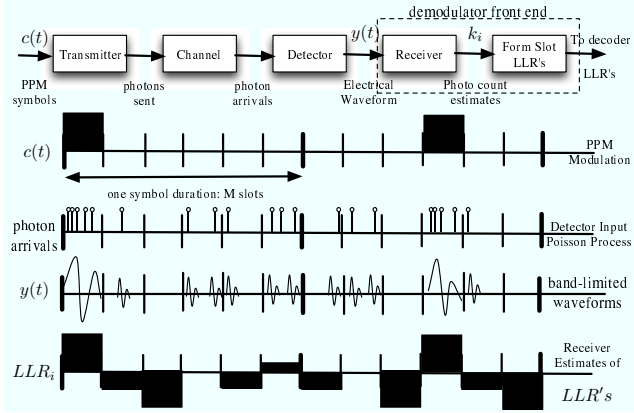 demodulator front end
c(t)
y(t)
k_i
To decoder
Transmitter
Channel
Detector
Receiver
Form Slot
LLR's
LLR's
PPM
symbols
photons
sent
photon
arrivals
Electrical
Waveform
Photo count
estimates
c(t)
PPM
Modulation
one symbol duration: M slots
photon
arrivals
Detector Input
Poisson Process
y(t)
band-limited
waveforms
LLR_i
Receiver
Estimates of
LLR's